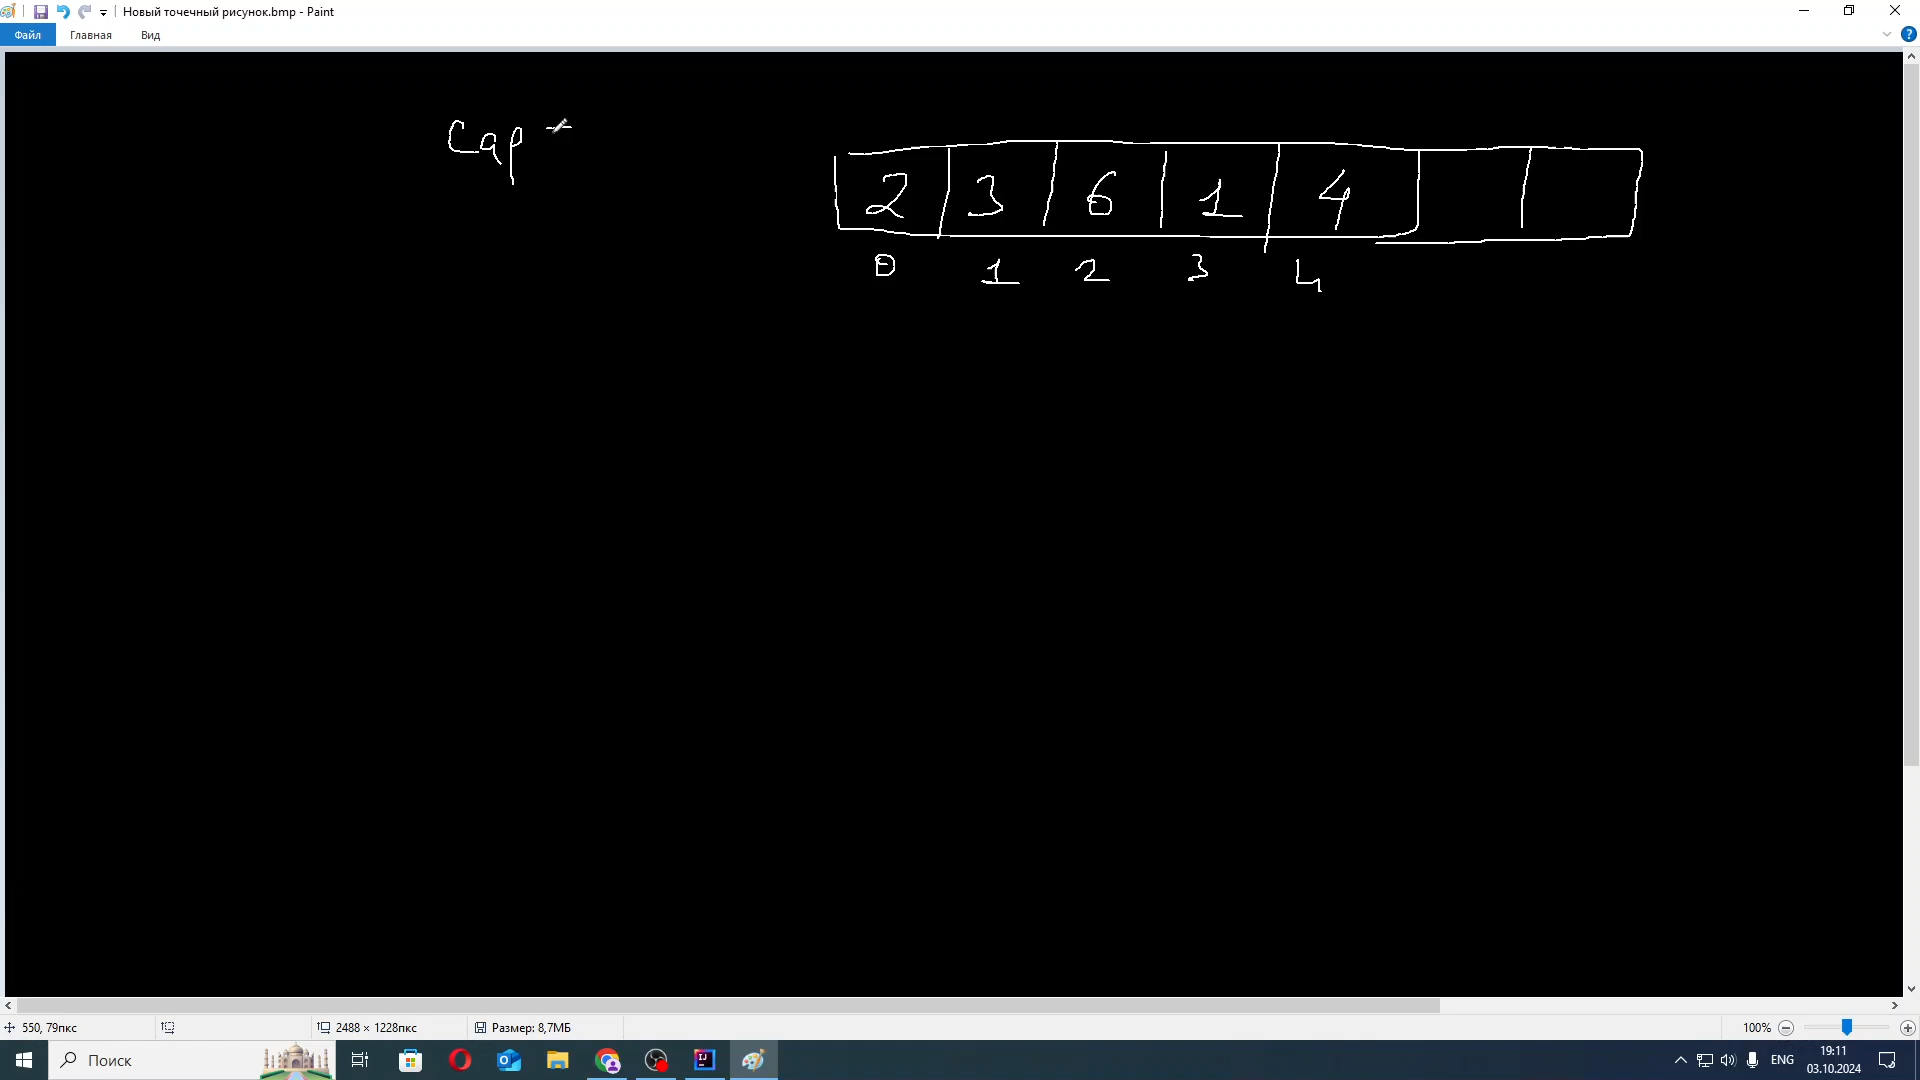 Новый точечный рисунок.bmp - Paint
Файл Главная Вид
Cap
2 3 6 1 4
0 1 2 3 4
550, 79пкс 2488 × 1228пкс Размер: 8,7МБ 100%
Поиск ENG 19:11
03.10.2024